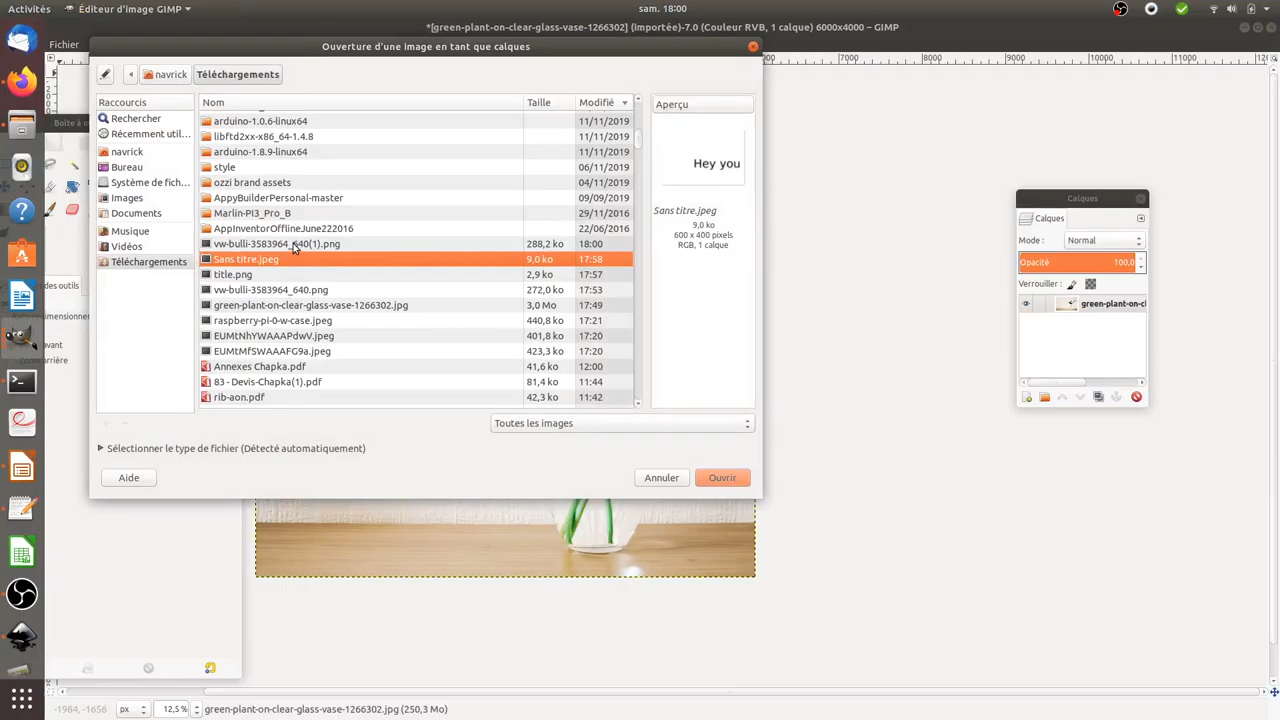 Activités Éditeur d'image GIMP sam. 18:00
*[green-plant-on-clear-glass-vase-1266302] (Importée)-7.0 (Couleur RVB, 1 calque) 6000x4000 – GIMP
Fichier
Ouverture d'une image en tant que calques
navrick Téléchargements
7000 8000 9000 10000 11000
Raccourcis Nom Taille Modifié Aperçu
Rechercher
Récemment util...
navrick
Bureau
Système de fich...
Images
Documents
Musique
Vidéos
Téléchargements
arduino-1.0.6-linux64 11/11/2019
libftd2xx-x86_64-1.4.8 11/11/2019
arduino-1.8.9-linux64 11/11/2019
style 06/11/2019
ozzi brand assets 04/11/2019
AppyBuilderPersonal-master 09/09/2019
Marlin-PI3_Pro_B 29/11/2016
AppInventorOfflineJune222016 22/06/2016
vw-bulli-3583964_640(1).png 288,2 ko 18:00
Sans titre.jpeg 9,0 ko 17:58
title.png 2,9 ko 17:57
vw-bulli-3583964_640.png 272,0 ko 17:53
green-plant-on-clear-glass-vase-1266302.jpg 3,0 Mo 17:49
raspberry-pi-0-w-case.jpeg 440,8 ko 17:21
EUMtNhYWAAAPdwV.jpeg 401,8 ko 17:20
EUMtMfSWAAAFG9a.jpeg 423,3 ko 17:20
Annexes Chapka.pdf 41,6 ko 12:00
83 - Devis-Chapka(1).pdf 81,4 ko 11:44
rib-aon.pdf 42,3 ko 11:42
Hey you
Sans titre.jpeg
9,0 ko
600 x 400 pixels
RGB, 1 calque
Toutes les images
Sélectionner le type de fichier (Détecté automatiquement)
Aide Annuler Ouvrir
Boîte à o
des outils
avant
Calques
Calques
Mode : Normal
Opacité 100,0
Verrouiller :
green-plant-on-cl
-1984, -1656 px 12,5% green-plant-on-clear-glass-vase-1266302.jpg (250,3 Mo)